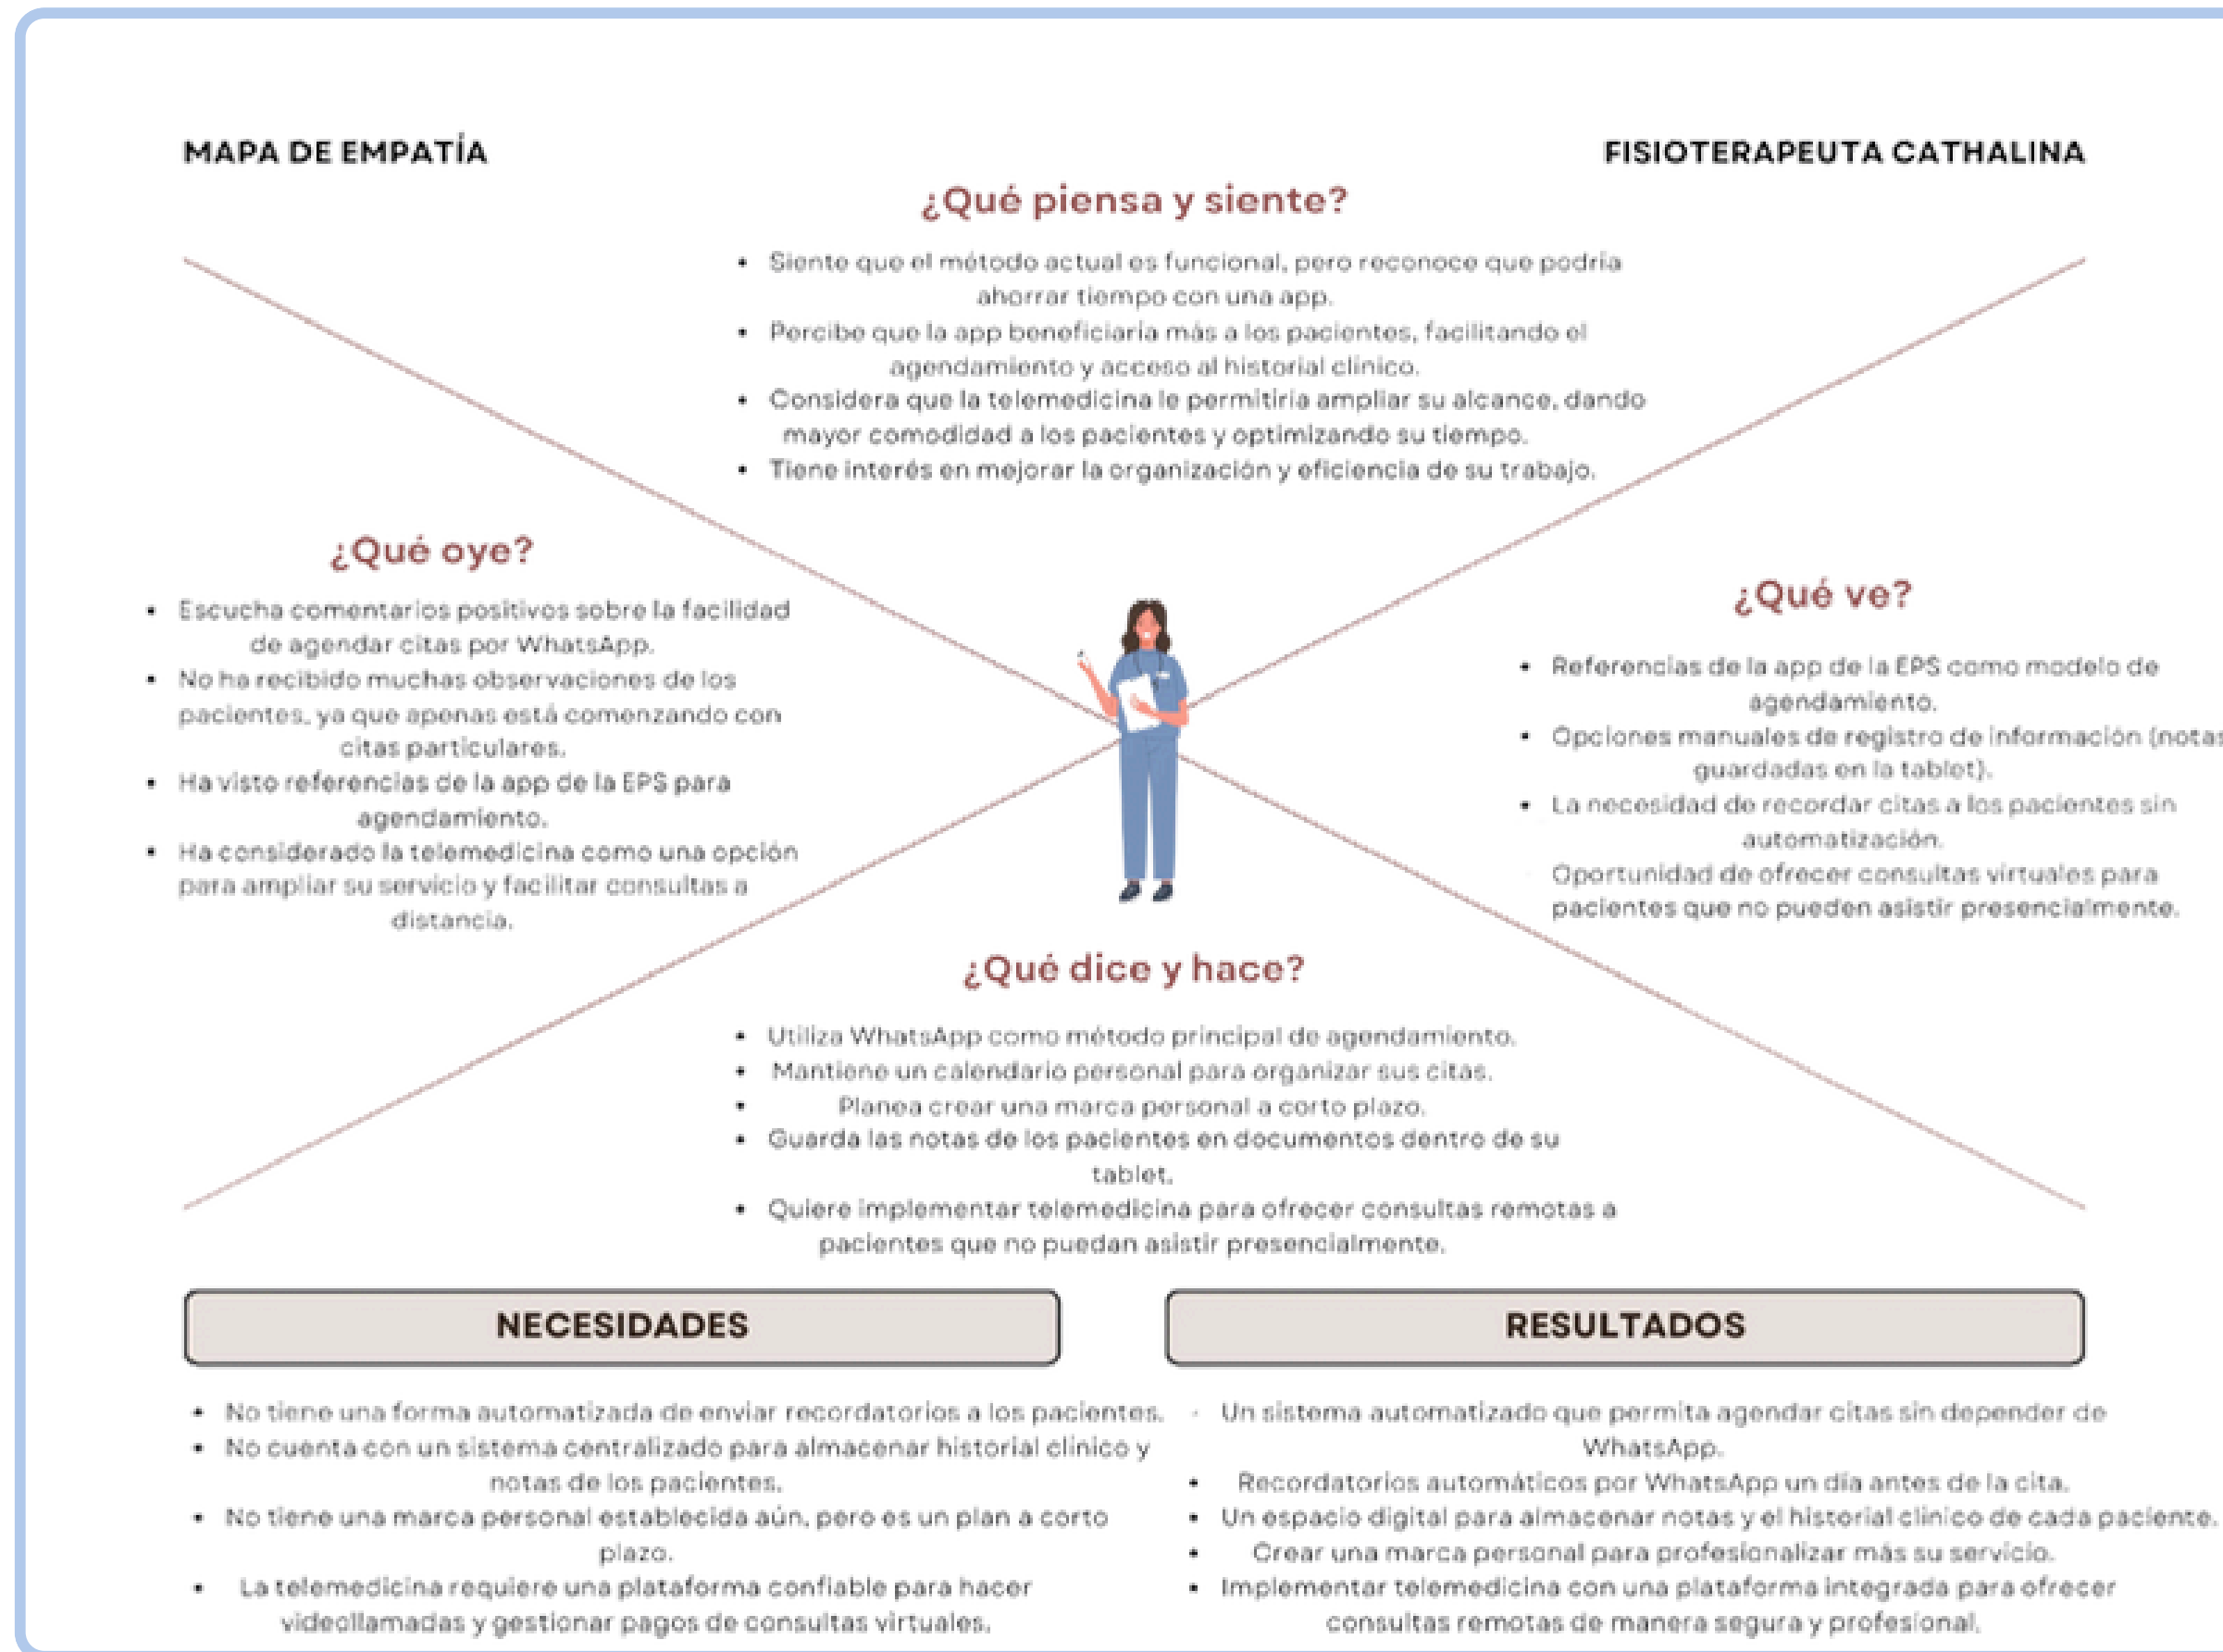 MAPA DE EMPATÍA
FISIOTERAPEUTA CATHALINA
¿Qué piensa y siente?
• Siente que el método actual es funcional, pero reconoce que podría
ahorrar tiempo con una app.
• Percibe que la app beneficiaría más a los pacientes, facilitando el
agendamiento y acceso al historial clínico.
• Considera que la telemedicina le permitiría ampliar su alcance, dando
mayor comodidad a los pacientes y optimizando su tiempo.
• Tiene interés en mejorar la organización y eficiencia de su trabajo.
¿Qué oye?
• Escucha comentarios positivos sobre la facilidad
de agendar citas por WhatsApp.
• No ha recibido muchas observaciones de los
pacientes, ya que apenas está comenzando con
citas particulares.
• Ha visto referencias de la app de la EPS para
agendamiento.
• Ha considerado la telemedicina como una opción
para ampliar su servicio y facilitar consultas a
distancia.
¿Qué ve?
• Referencias de la app de la EPS como modelo de
agendamiento.
• Opciones manuales de registro de información (notas
guardadas en la tablet).
• La necesidad de recordar citas a los pacientes sin
automatización.
Oportunidad de ofrecer consultas virtuales para
pacientes que no pueden asistir presencialmente.
¿Qué dice y hace?
• Utiliza WhatsApp como método principal de agendamiento.
• Mantiene un calendario personal para organizar sus citas.
• Planea crear una marca personal a corto plazo.
• Guarda las notas de los pacientes en documentos dentro de su
tablet.
• Quiere implementar telemedicina para ofrecer consultas remotas a
pacientes que no puedan asistir presencialmente.
NECESIDADES
• No tiene una forma automatizada de enviar recordatorios a los pacientes.
• No cuenta con un sistema centralizado para almacenar historial clínico y
notas de los pacientes.
• No tiene una marca personal establecida aún, pero es un plan a corto
plazo.
• La telemedicina requiere una plataforma confiable para hacer
videollamadas y gestionar pagos de consultas virtuales.
RESULTADOS
• Un sistema automatizado que permita agendar citas sin depender de
WhatsApp.
• Recordatorios automáticos por WhatsApp un día antes de la cita.
• Un espacio digital para almacenar notas y el historial clínico de cada paciente.
• Crear una marca personal para profesionalizar más su servicio.
• Implementar telemedicina con una plataforma integrada para ofrecer
consultas remotas de manera segura y profesional.